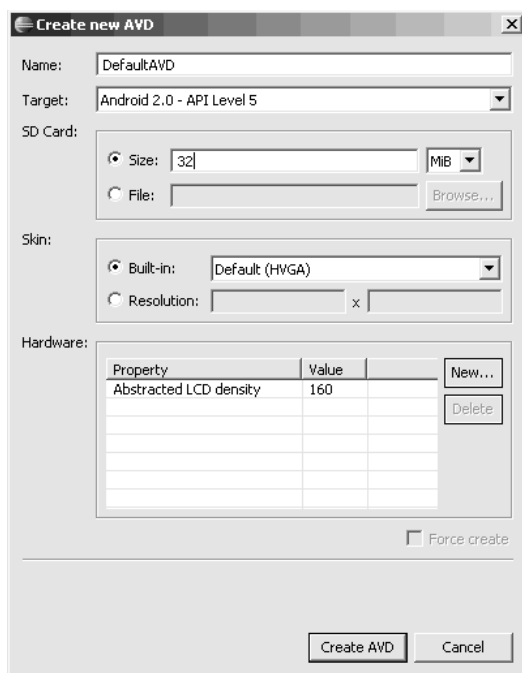 Create new AVD
Name: DefaultAVD
Target: Android 2.0 - API Level 5
SD Card:
Size: 32 MiB
File: Browse...
Skin:
Built-in: Default (HVGA)
Resolution: x
Hardware:
Property Value New...
Abstracted LCD density 160
Delete
Force create
Create AVD Cancel